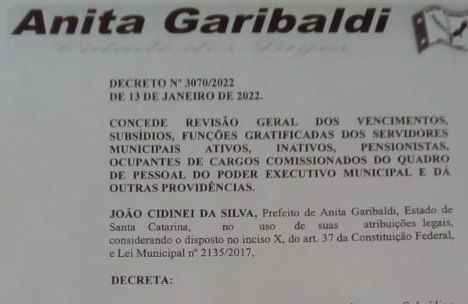 Anita Garibaldi
Cidade dos Lagos
DECRETO Nº 3070/2022
DE 13 DE JANEIRO DE 2022.
CONCEDE REVISÃO GERAL DOS VENCIMENTOS,
SUBSÍDIOS, FUNÇÕES GRATIFICADAS DOS SERVIDORES
MUNICIPAIS ATIVOS, INATIVOS, PENSIONISTAS,
OCUPANTES DE CARGOS COMISSIONADOS DO QUADRO
DE PESSOAL DO PODER EXECUTIVO MUNICIPAL E DÁ
OUTRAS PROVIDÊNCIAS.
JOÃO CIDINEI DA SILVA, Prefeito de Anita Garibaldi, Estado de
Santa Catarina, no uso de suas atribuições legais,
considerando o disposto no inciso X, do art. 37 da Constituição Federal,
e Lei Municipal nº 2135/2017,
DECRETA: